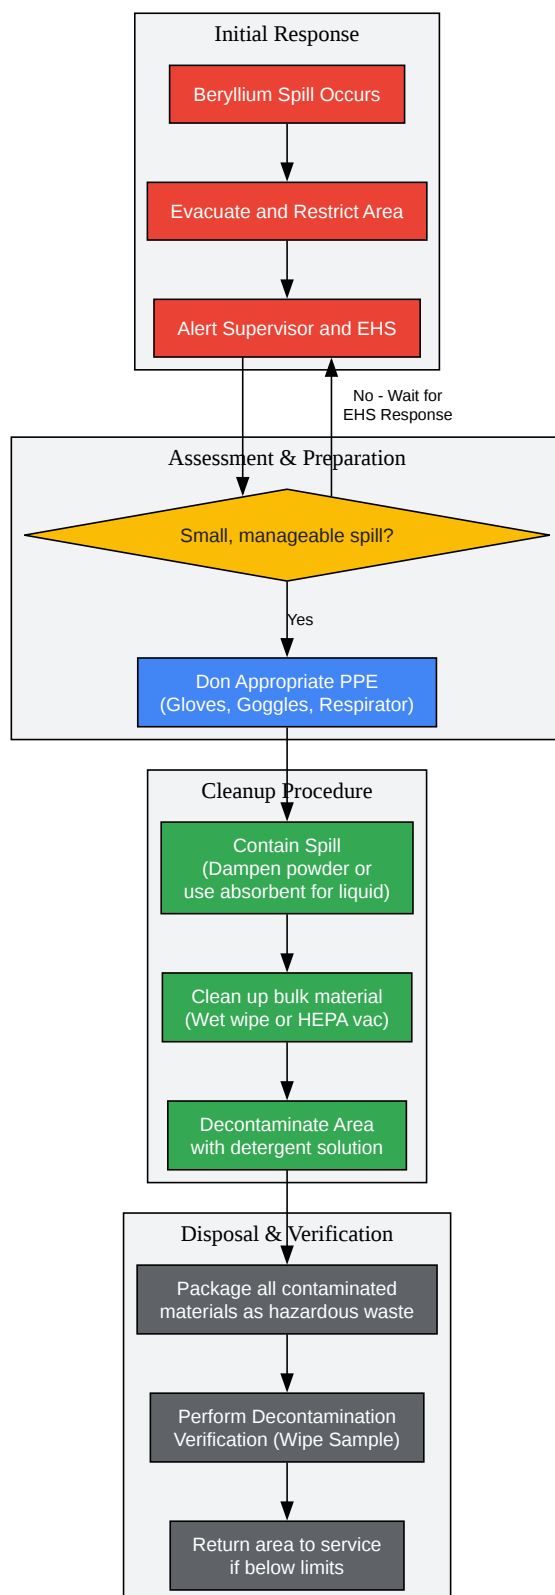 Initial Response
Beryllium Spill Occurs
Evacuate and Restrict Area
Alert Supervisor and EHS
No - Wait for
EHS Response
Assessment & Preparation
Small, manageable spill?
Yes
Don Appropriate PPE
(Gloves, Goggles, Respirator)
Cleanup Procedure
Contain Spill
(Dampen powder or
use absorbent for liquid)
Clean up bulk material
(Wet wipe or HEPA vac)
Decontaminate Area
with detergent solution
Disposal & Verification
Package all contaminated
materials as hazardous waste
Perform Decontamination
Verification (Wipe Sample)
Return area to service
if below limits